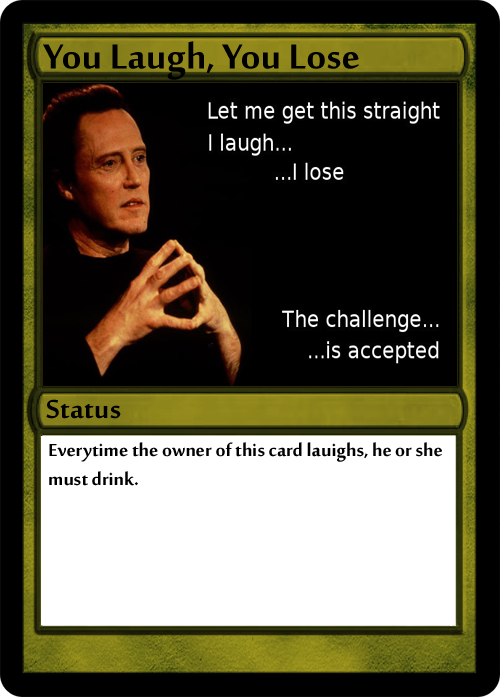 You Laugh, You Lose
Let me get this straight
I laugh...
...I lose
The challenge...
...is accepted
Status
Everytime the owner of this card lauighs, he or she
must drink.